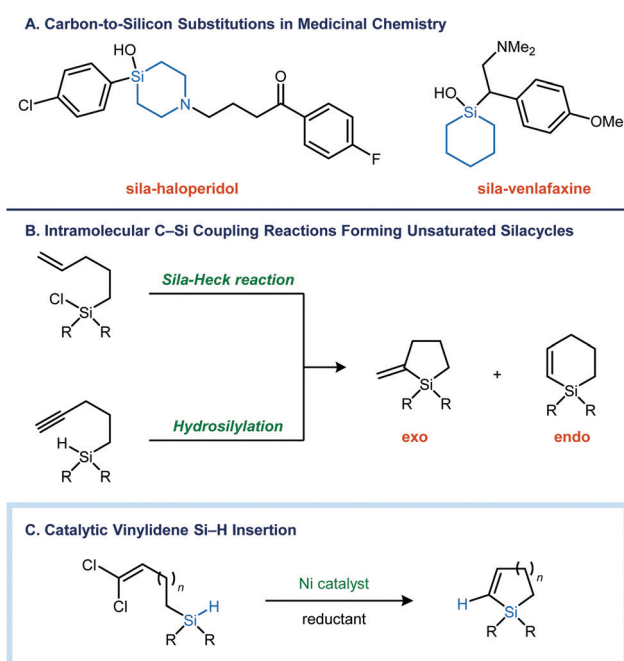 A. Carbon-to-Silicon Substitutions in Medicinal Chemistry
HO
Si
Cl
N
O
F
sila-haloperidol
NMe2
HO
Si
OMe
sila-venlafaxine
B. Intramolecular C–Si Coupling Reactions Forming Unsaturated Silacycles
Cl
Si
R R
Sila-Heck reaction
H
Si
R R
Hydrosilylation
Si
R R
exo
+
Si
R R
endo
C. Catalytic Vinylidene Si–H Insertion
Cl
Cl
( )n
H
Si
R R
Ni catalyst
reductant
( )n
H
Si
R R